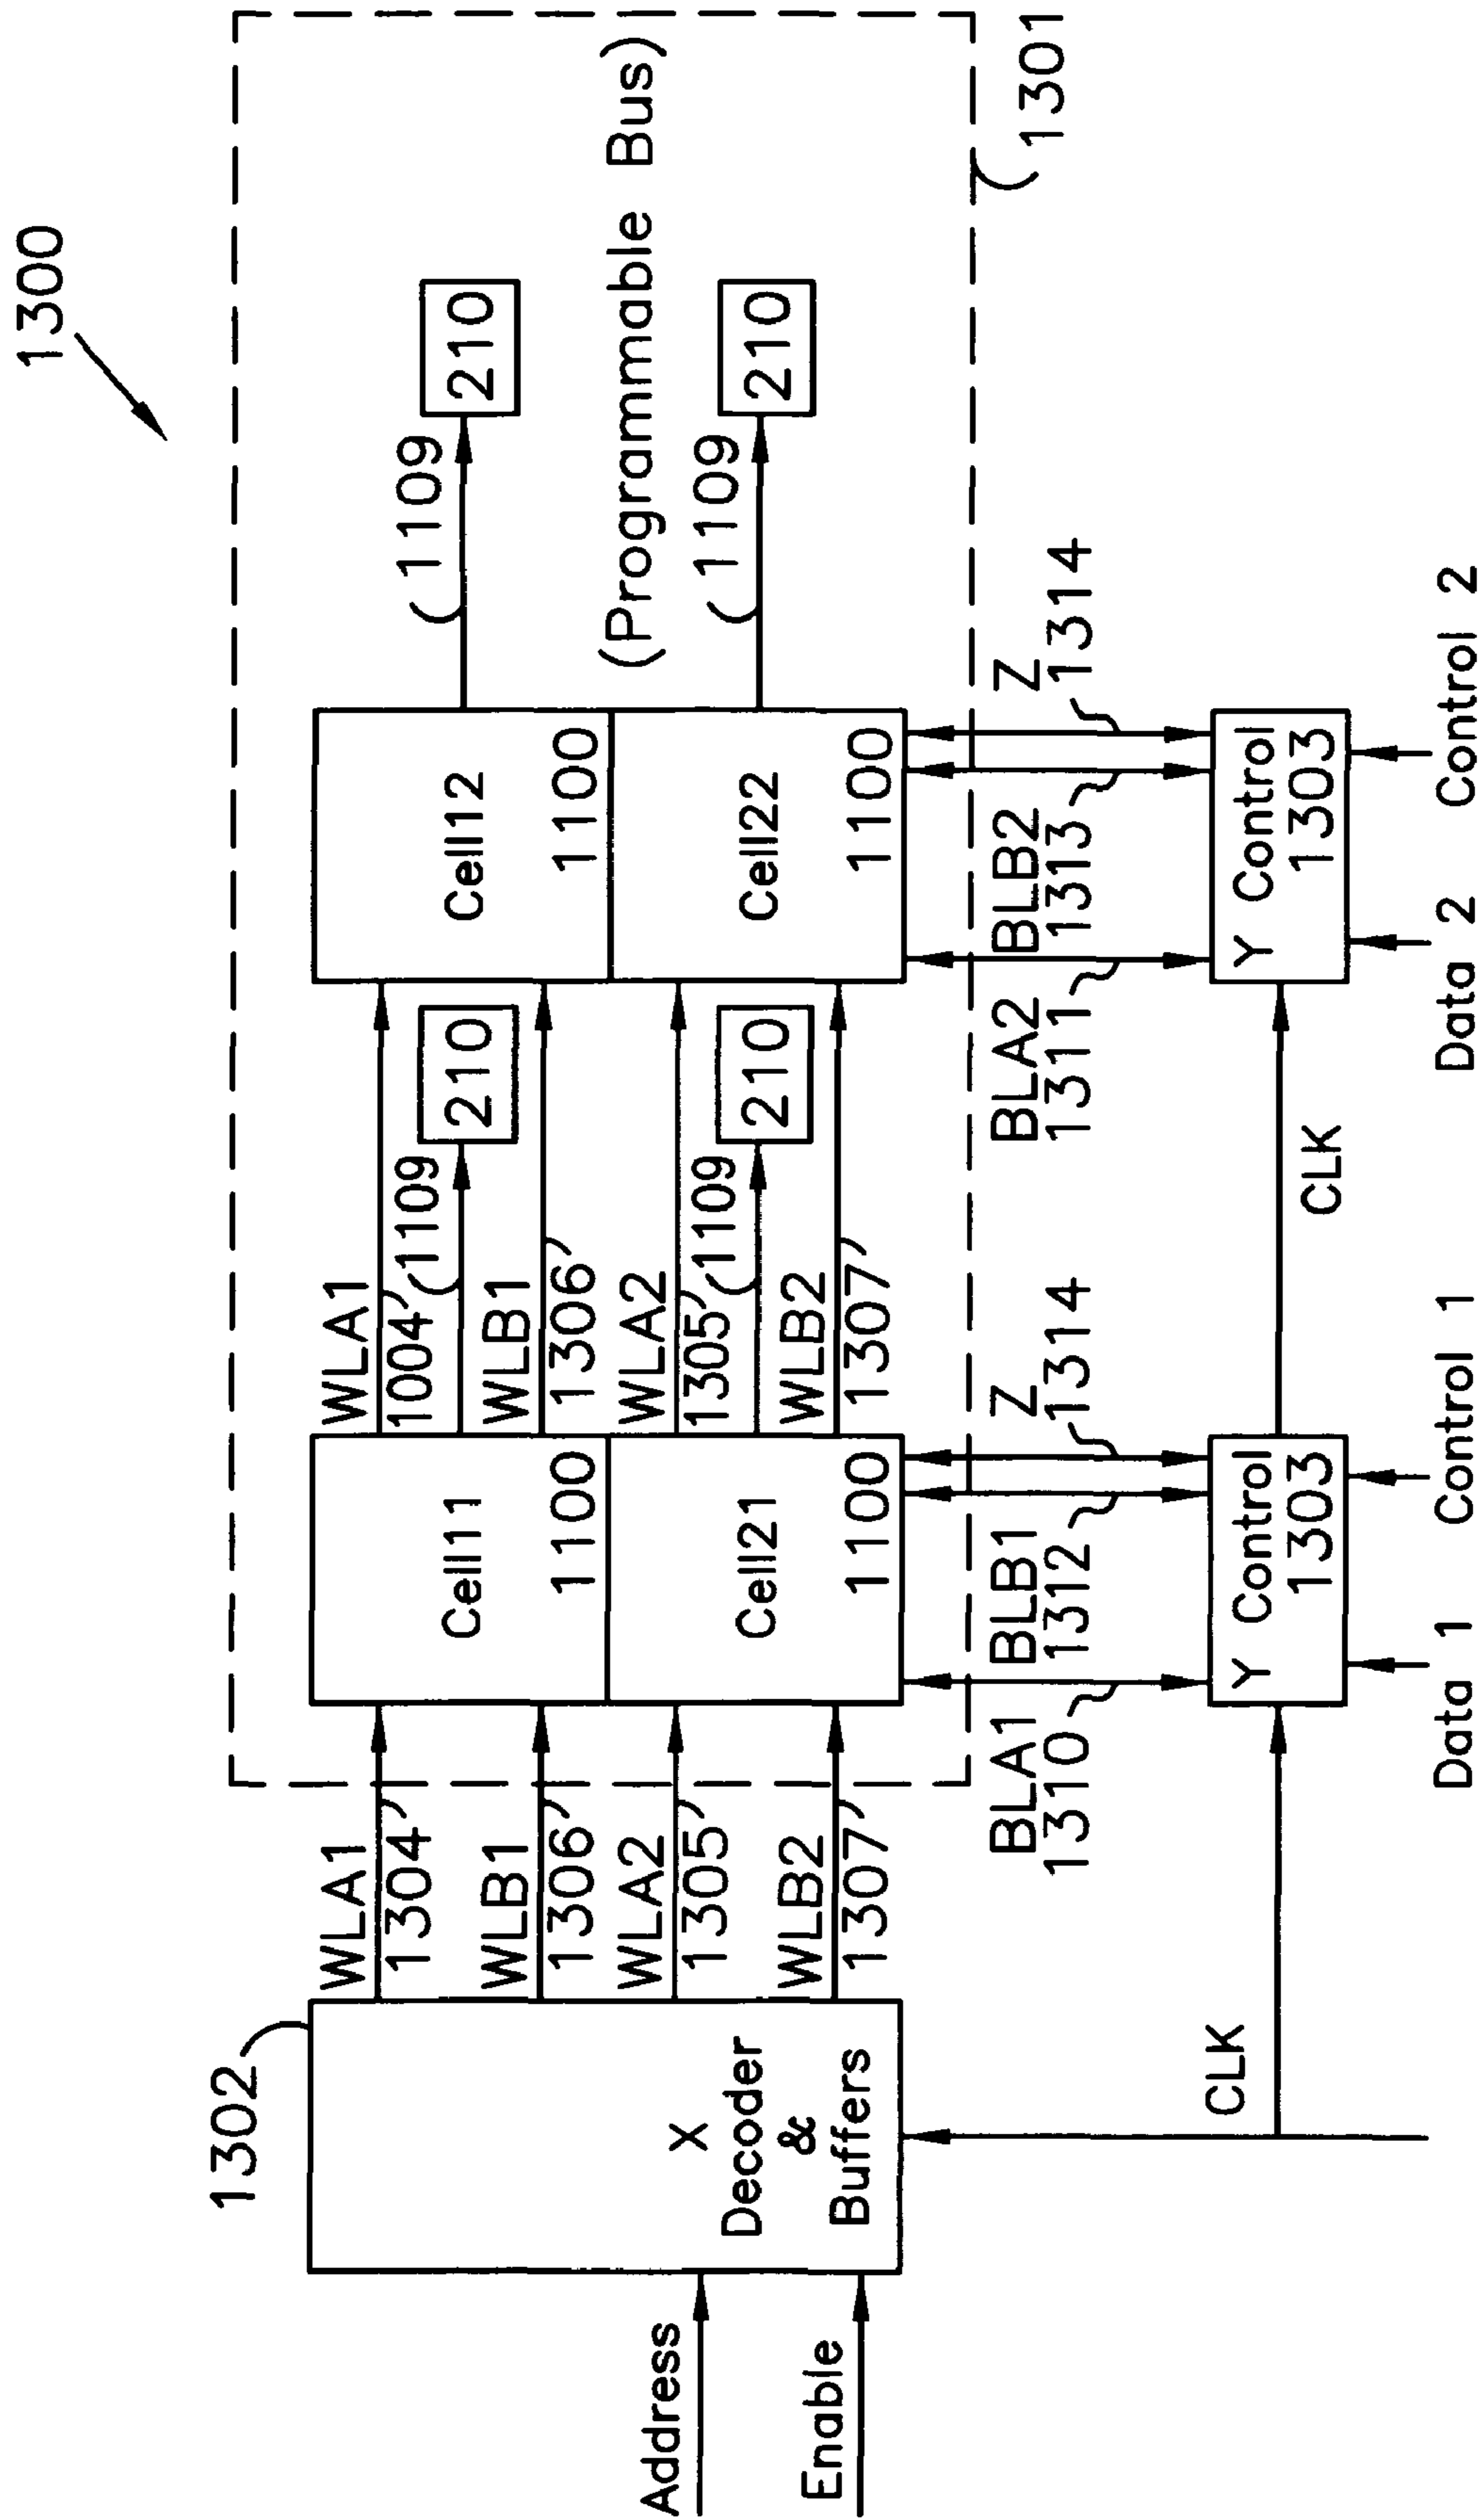 1300
1302
WLA1
1304
WLB1
1306
WLA2
1305
WLB2
1307
X
Decoder
&
Buffers
Address
Enable
Cell11
1100
Cell21
1100
WLA1
1004
1109
210
WLB1
1306
WLA2
1305
1109
210
WLB2
1307
Cell12
1100
Cell22
1100
1109
210
1109
210
(Programmable Bus)
1301
BLA1
1310
BLB1
1312
Z
1314
BLA2
1311
BLB2
1313
Z
1314
CLK
Y Control
1303
CLK
Y Control
1303
Data 1
Control 1
Data 2
Control 2